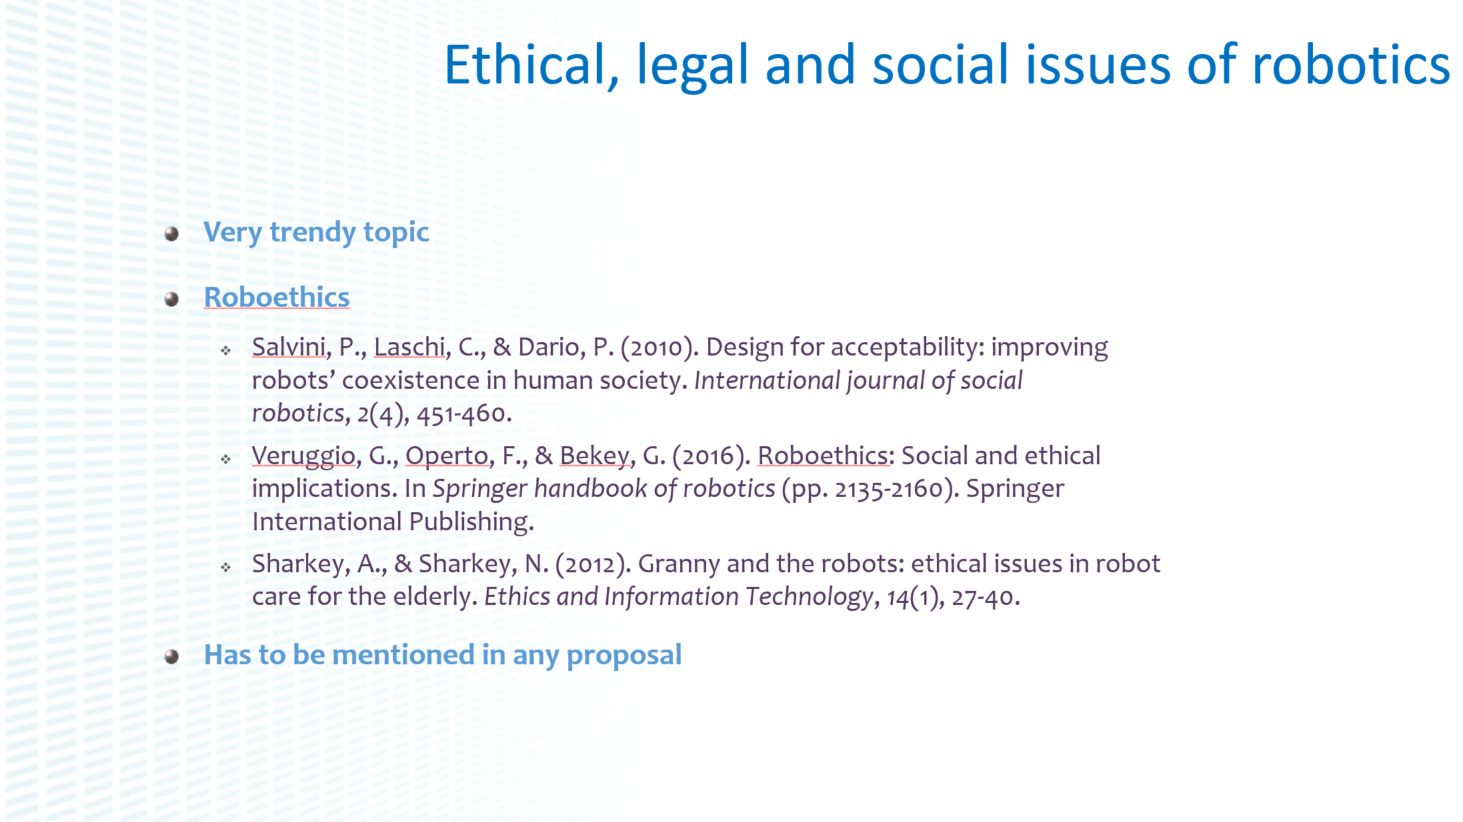 Ethical, legal and social issues of robotics
Very trendy topic
Roboethics
Salvini, P., Laschi, C., & Dario, P. (2010). Design for acceptability: improving
robots’ coexistence in human society. International journal of social
robotics, 2(4), 451-460.
Veruggio, G., Operto, F., & Bekey, G. (2016). Roboethics: Social and ethical
implications. In Springer handbook of robotics (pp. 2135-2160). Springer
International Publishing.
Sharkey, A., & Sharkey, N. (2012). Granny and the robots: ethical issues in robot
care for the elderly. Ethics and Information Technology, 14(1), 27-40.
Has to be mentioned in any proposal